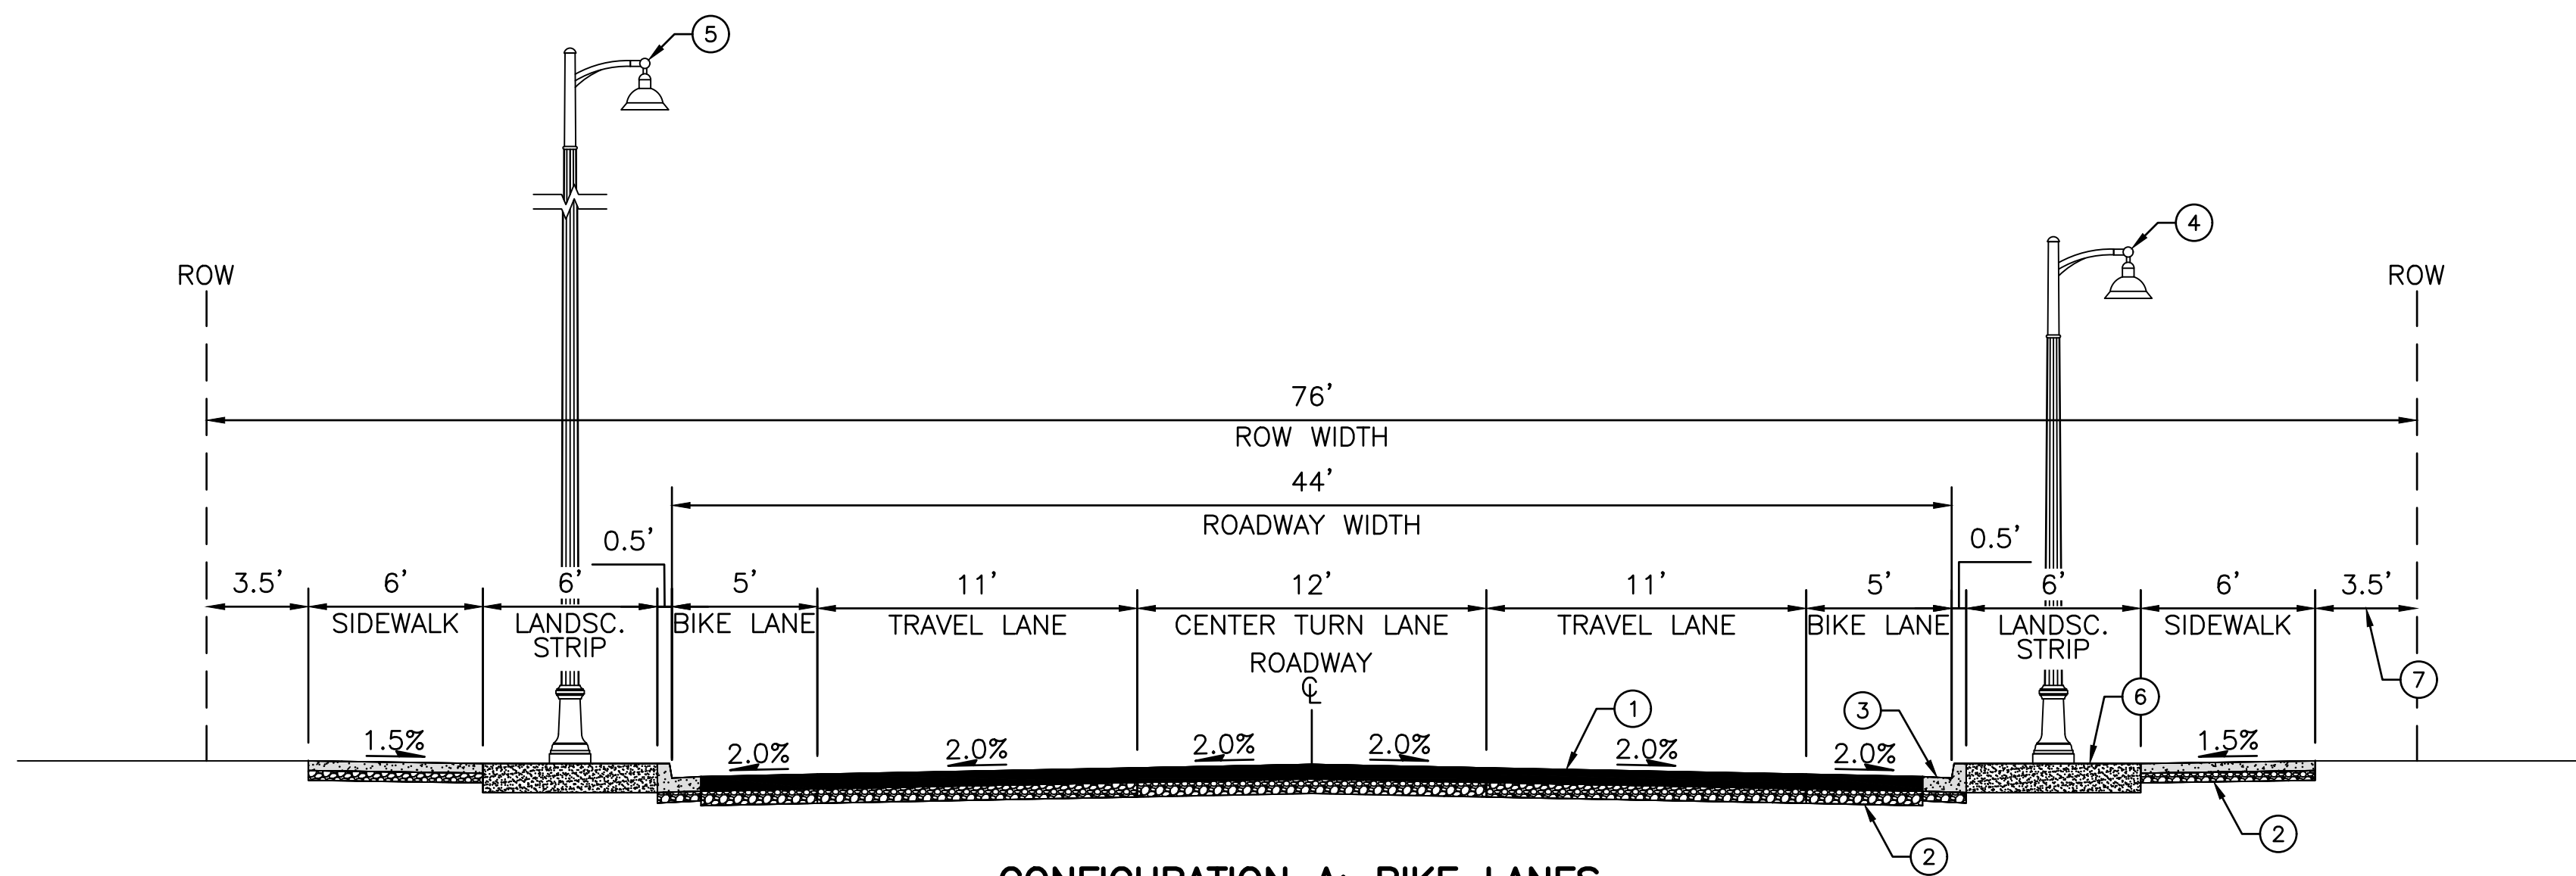 5
4
ROW
ROW
76'
ROW WIDTH
44'
ROADWAY WIDTH
0.5'
0.5'
3.5'
6'
6'
5'
11'
12'
11'
5'
6'
6'
3.5'
SIDEWALK
LANDSC.
STRIP
BIKE LANE
TRAVEL LANE
CENTER TURN LANE
TRAVEL LANE
BIKE LANE
LANDSC.
STRIP
SIDEWALK
ROADWAY
℄
7
6
1
3
1.5%
2.0%
2.0%
2.0%
2.0%
2.0%
2.0%
1.5%
2
2
CONFIGURATION A: BIKE LANES